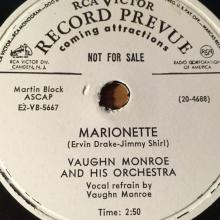 RCA VICTOR
RECORD PREVUE
coming attractions
RCA VICTOR DIV.
CAMDEN, N. J.
NOT FOR SALE
RADIO CORPORATION
OF AMERICA
Martin Block
ASCAP
E2-VB-5667
(20-4688)
MARIONETTE
(Ervin Drake-Jimmy Shirl)
VAUGHN MONROE
AND HIS ORCHESTRA
Vocal refrain by
Vaughn Monroe
Time: 2:50